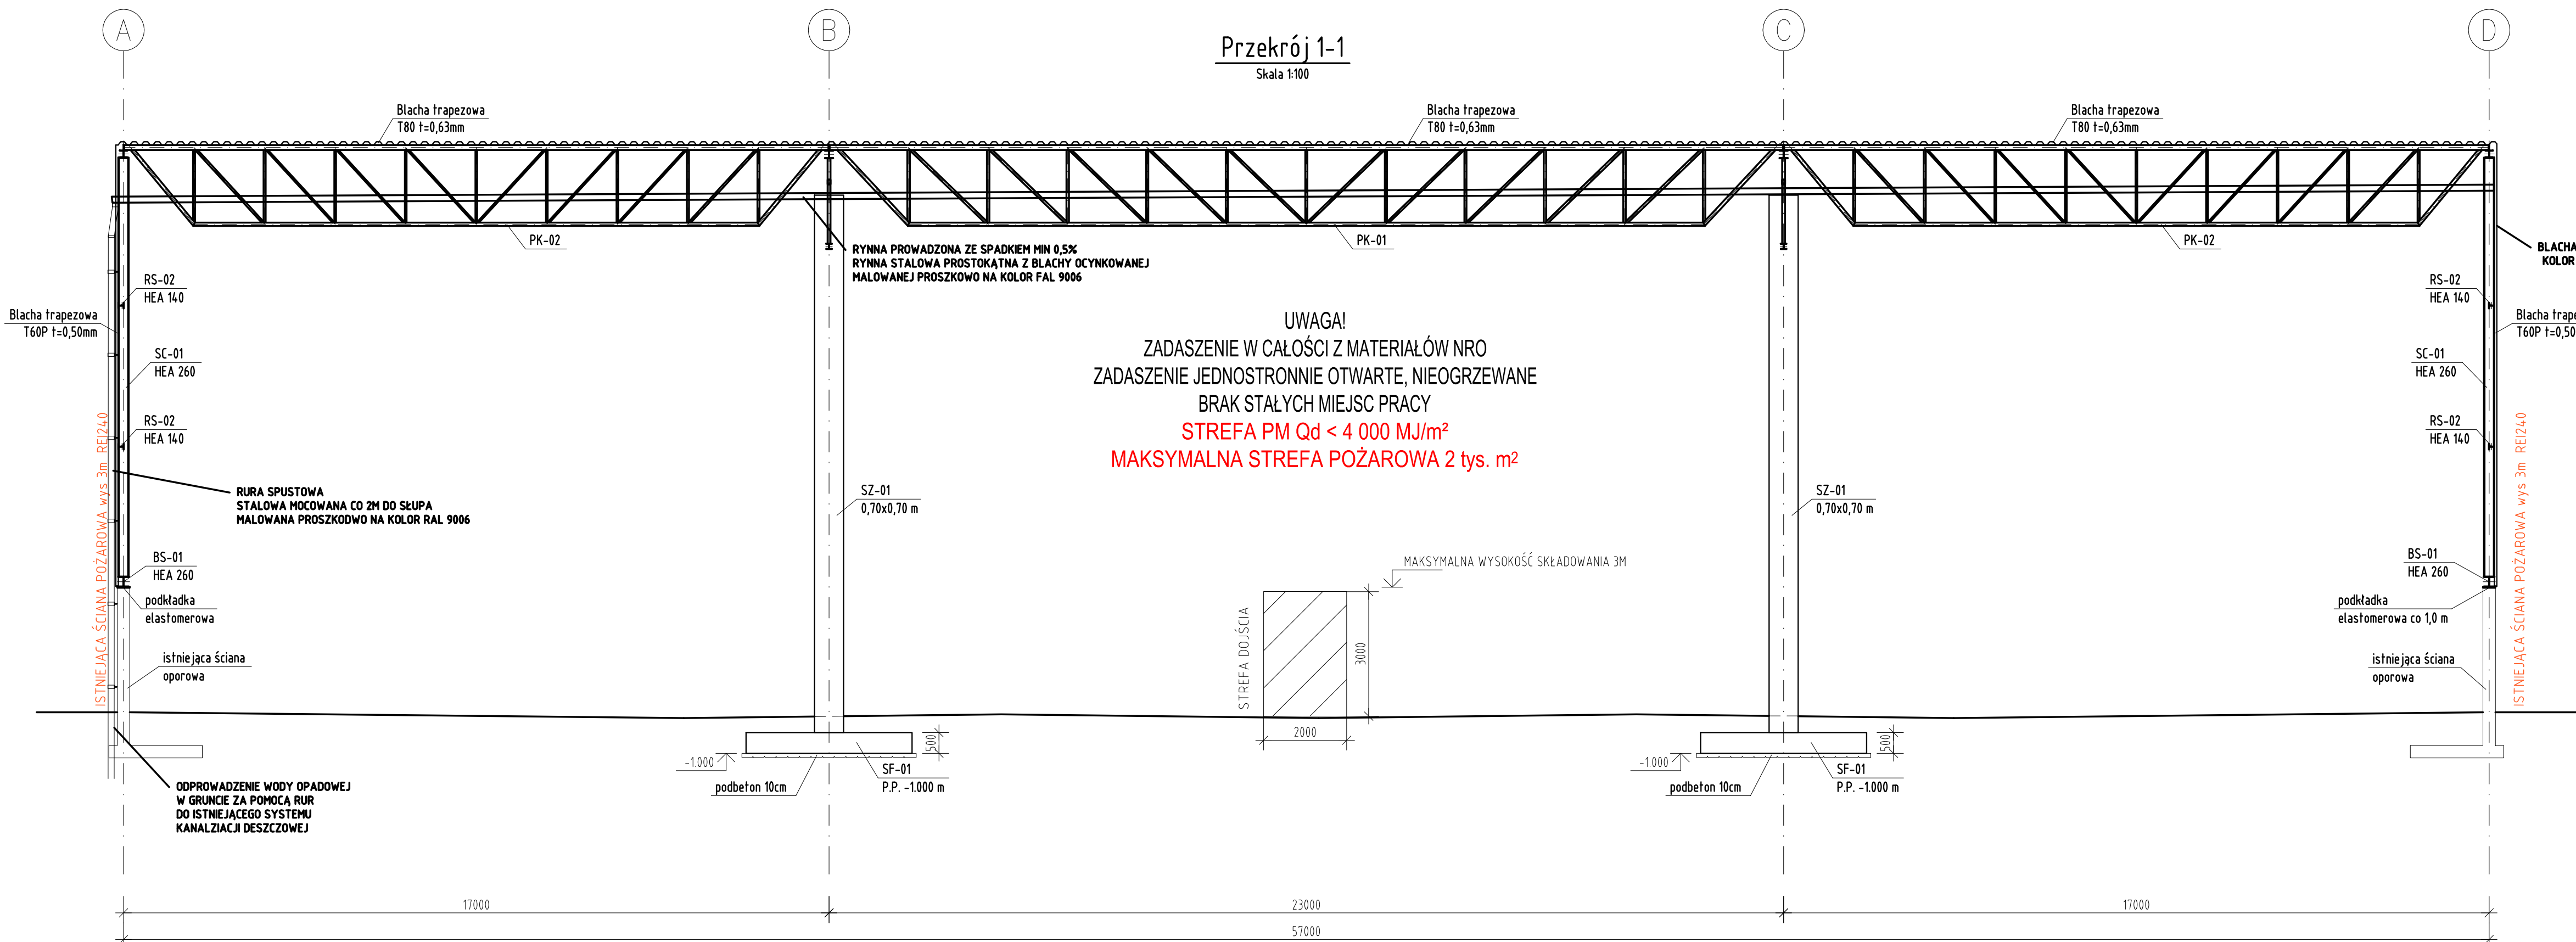 A
B
C
D
Przekrój 1-1
Skala 1:100
Blacha trapezowa
T80 t=0,63mm
Blacha trapezowa
T80 t=0,63mm
Blacha trapezowa
T80 t=0,63mm
PK-02
PK-01
PK-02
RYNNA PROWADZONA ZE SPADKIEM MIN 0,5%
RYNNA STALOWA PROSTOKĄTNA Z BLACHY OCYNKOWANEJ
MALOWANEJ PROSZKOWO NA KOLOR FAL 9006
BLACHA
KOLOR
RS-02
HEA 140
Blacha trapezowa
T60P t=0,50mm
SC-01
HEA 260
RS-02
HEA 140
ISTNIEJĄCA ŚCIANA POŻAROWA wys 3m REI240
RURA SPUSTOWA
STALOWA MOCOWANA CO 2M DO SŁUPA
MALOWANA PROSZKODWO NA KOLOR RAL 9006
BS-01
HEA 260
podkładka
elastomerowa
istniejąca ściana
oporowa
ODPROWADZENIE WODY OPADOWEJ
W GRUNCIE ZA POMOCĄ RUR
DO ISTNIEJĄCEGO SYSTEMU
KANALZIACJI DESZCZOWEJ
UWAGA!
ZADASZENIE W CAŁOŚCI Z MATERIAŁÓW NRO
ZADASZENIE JEDNOSTRONNIE OTWARTE, NIEOGRZEWANE
BRAK STAŁYCH MIEJSC PRACY
STREFA PM Qd < 4 000 MJ/m²
MAKSYMALNA STREFA POŻAROWA 2 tys. m²
SZ-01
0,70x0,70 m
SZ-01
0,70x0,70 m
MAKSYMALNA WYSOKOŚĆ SKŁADOWANIA 3M
STREFA DOJŚCIA
3000
2000
-1.000
500
podbeton 10cm
SF-01
P.P. -1.000 m
-1.000
500
podbeton 10cm
SF-01
P.P. -1.000 m
RS-02
HEA 140
Blacha trape
T60P t=0,50
SC-01
HEA 260
RS-02
HEA 140
ISTNIEJĄCA ŚCIANA POŻAROWA wys 3m REI240
BS-01
HEA 260
podkładka
elastomerowa co 1,0 m
istniejąca ściana
oporowa
17000
23000
17000
57000